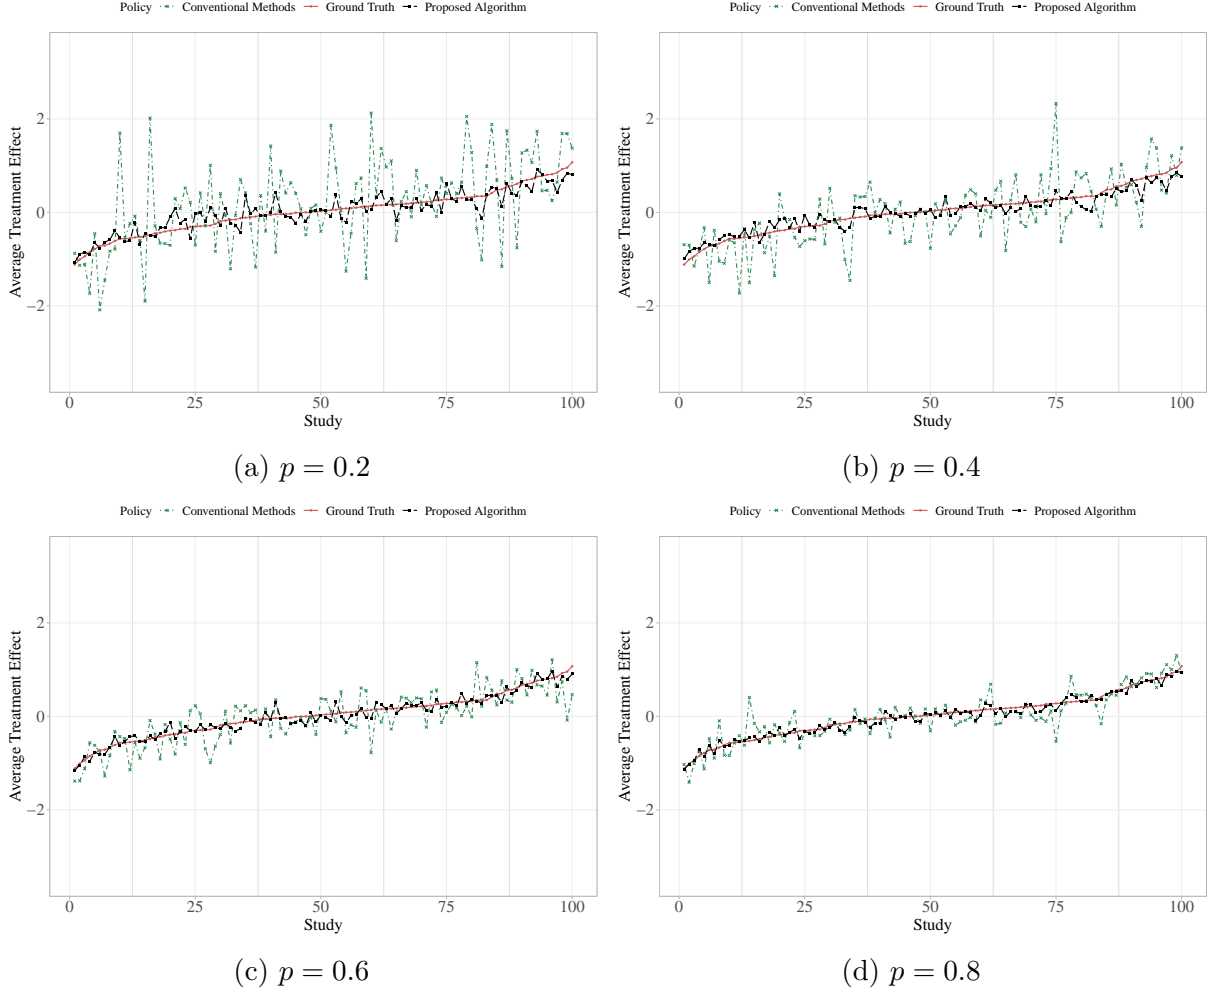 Policy Conventional Methods Ground Truth Proposed Algorithm
Policy Conventional Methods Ground Truth Proposed Algorithm
Average Treatment Effect
2
0
−2
0 25 50 75 100
Study
Average Treatment Effect
2
0
−2
0 25 50 75 100
Study
(a) p = 0.2
(b) p = 0.4
Policy Conventional Methods Ground Truth Proposed Algorithm
Policy Conventional Methods Ground Truth Proposed Algorithm
Average Treatment Effect
2
0
−2
0 25 50 75 100
Study
Average Treatment Effect
2
0
−2
0 25 50 75 100
Study
(c) p = 0.6
(d) p = 0.8